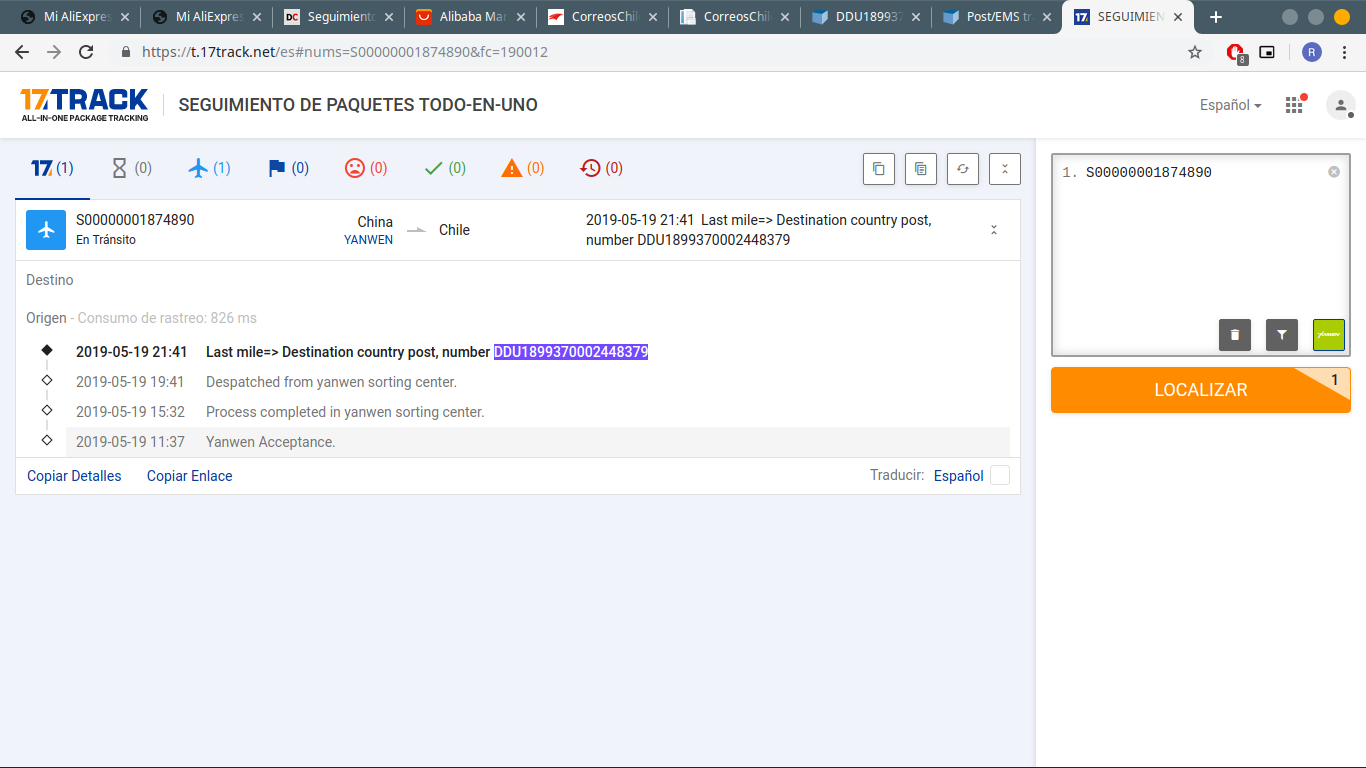 Mi AliExpres
Mi AliExpres
DC Seguimiento
Alibaba Mar
CorreosChil
CorreosChil
DDU189937
Post/EMS tr
17 SEGUIMIEN
https://t.17track.net/es#nums=S00000001874890&fc=190012
8
R
17TRACK
ALL-IN-ONE PACKAGE TRACKING
SEGUIMIENTO DE PAQUETES TODO-EN-UNO
Español
17 (1)
(0)
(1)
(0)
(0)
(0)
(0)
(0)
S00000001874890
En Tránsito
China
YANWEN
Chile
2019-05-19 21:41 Last mile=> Destination country post,
number DDU1899370002448379
Destino
Origen - Consumo de rastreo: 826 ms
2019-05-19 21:41 Last mile=> Destination country post, number DDU1899370002448379
2019-05-19 19:41 Despatched from yanwen sorting center.
2019-05-19 15:32 Process completed in yanwen sorting center.
2019-05-19 11:37 Yanwen Acceptance.
Copiar Detalles Copiar Enlace
Traducir: Español
1. S00000001874890
LOCALIZAR
1